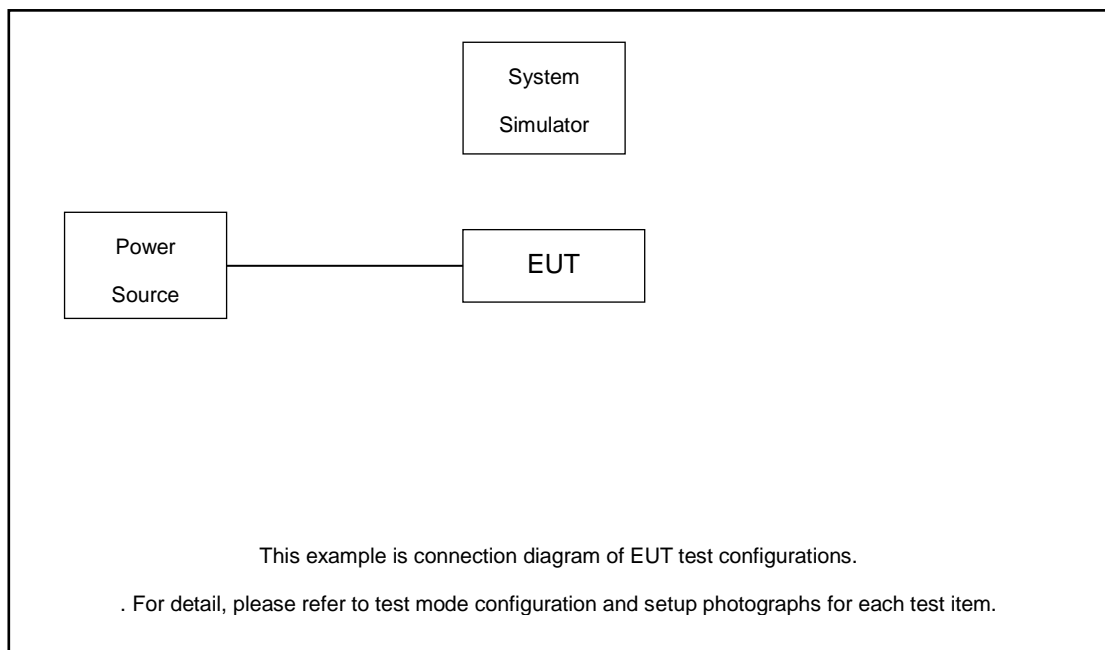 System
Simulator
Power
Source
EUT
This example is connection diagram of EUT test configurations.
. For detail, please refer to test mode configuration and setup photographs for each test item.